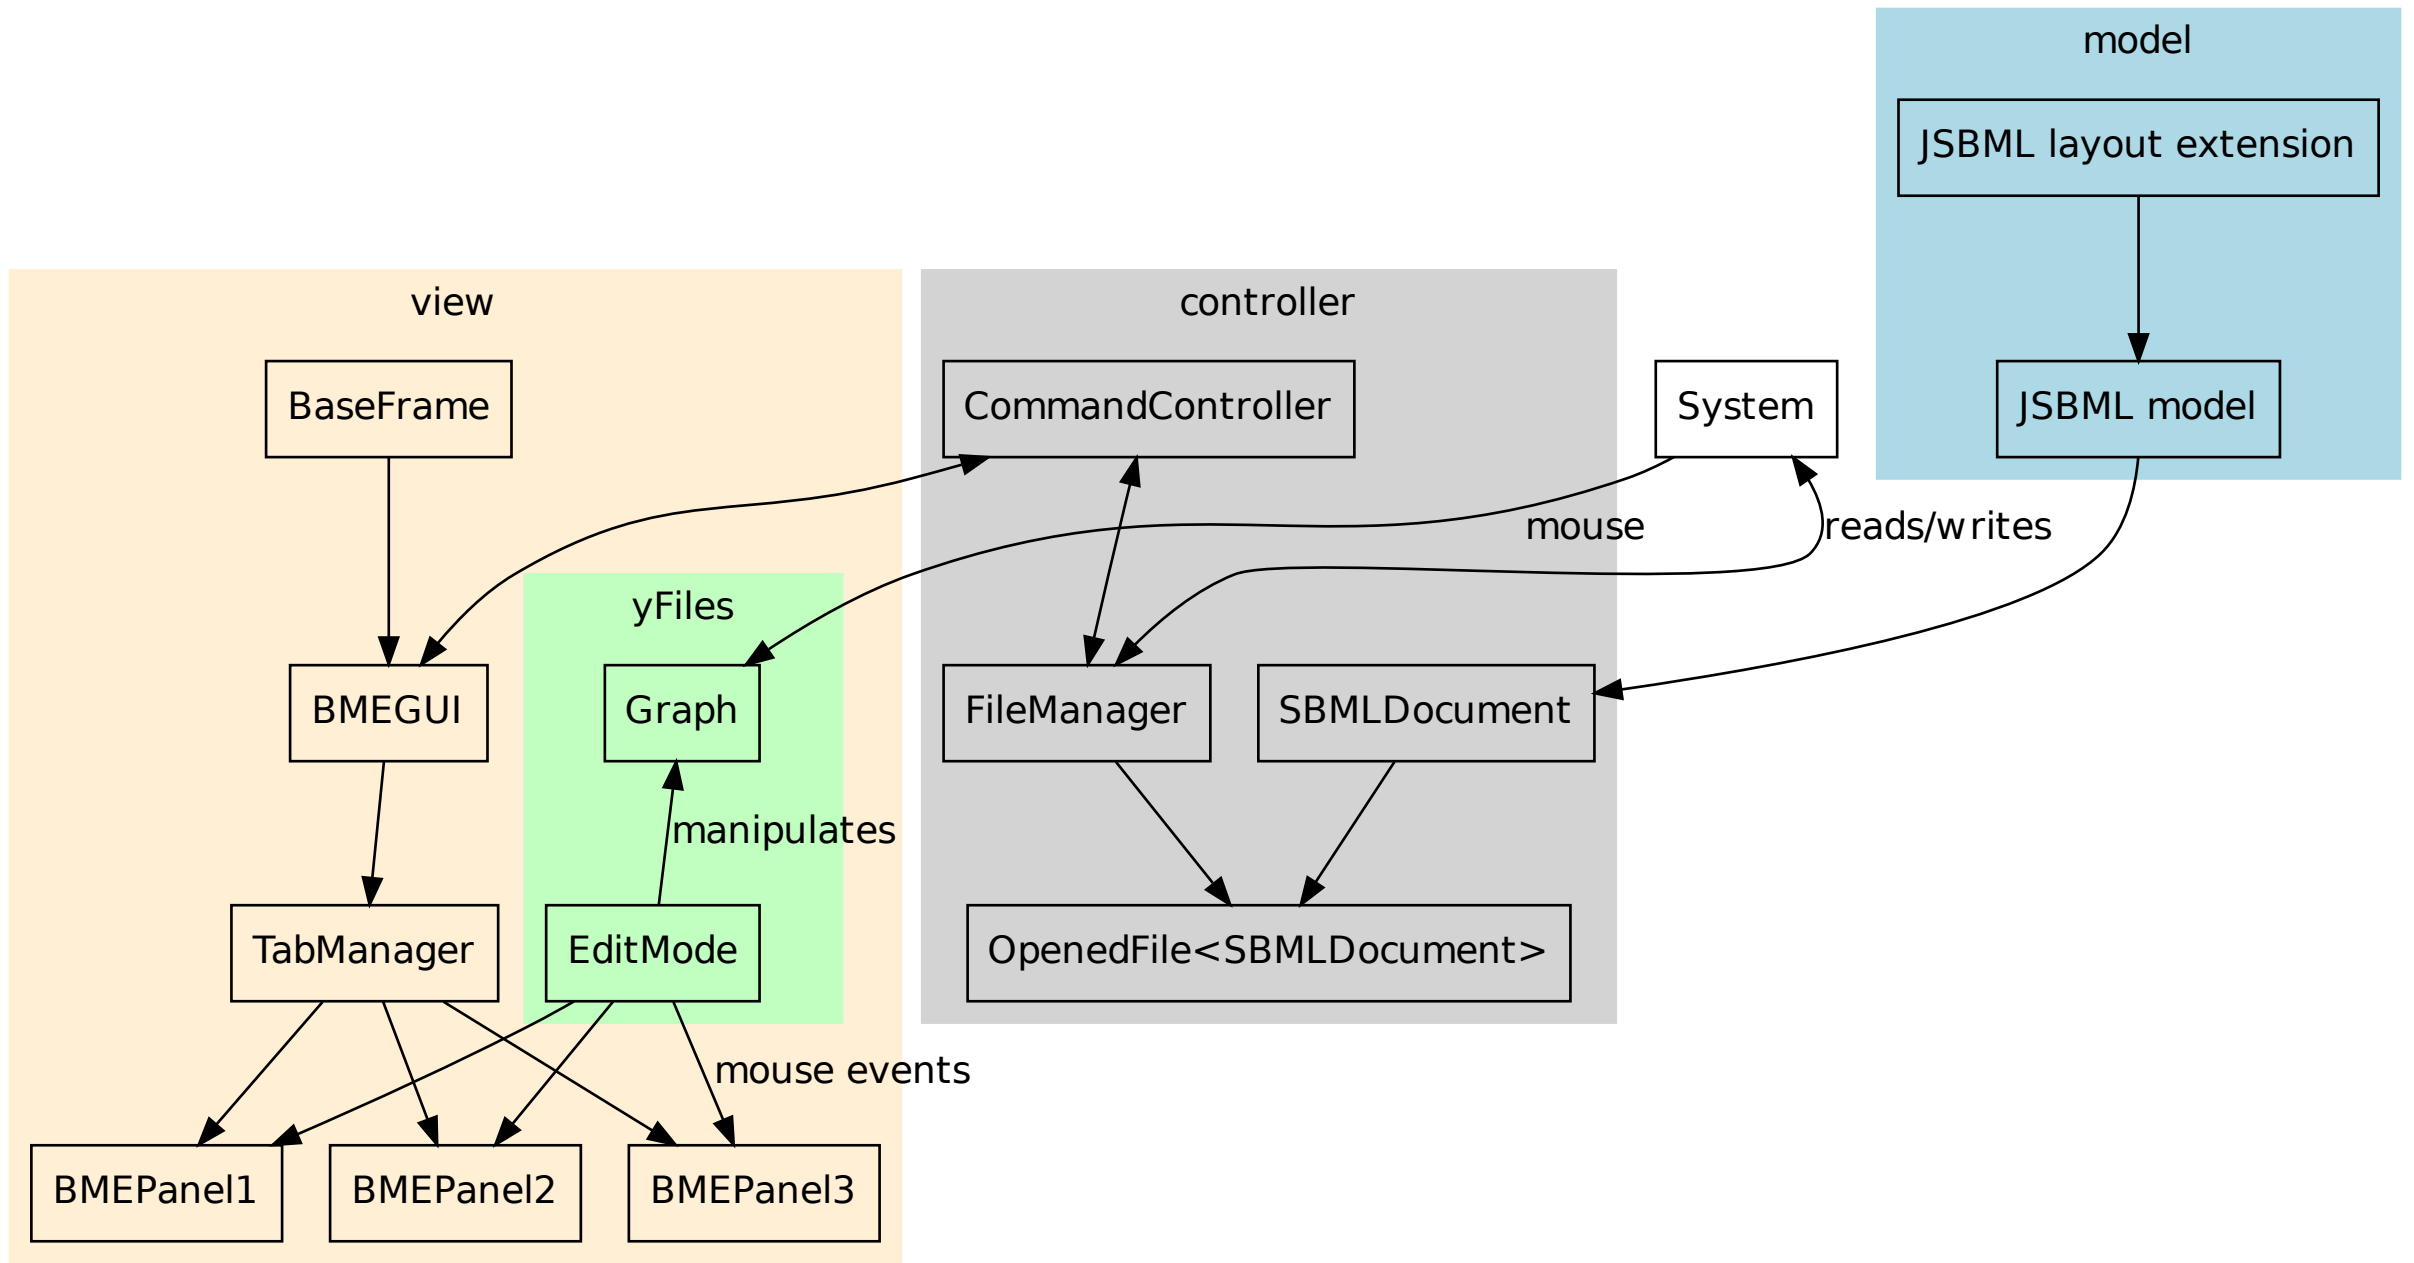 model
JSBML layout extension
view
controller
BaseFrame
CommandController
System
JSBML model
mouse
reads/writes
yFiles
BMEGUI
Graph
FileManager
SBMLDocument
manipulates
TabManager
EditMode
OpenedFile<SBMLDocument>
mouse events
BMEPanel1
BMEPanel2
BMEPanel3